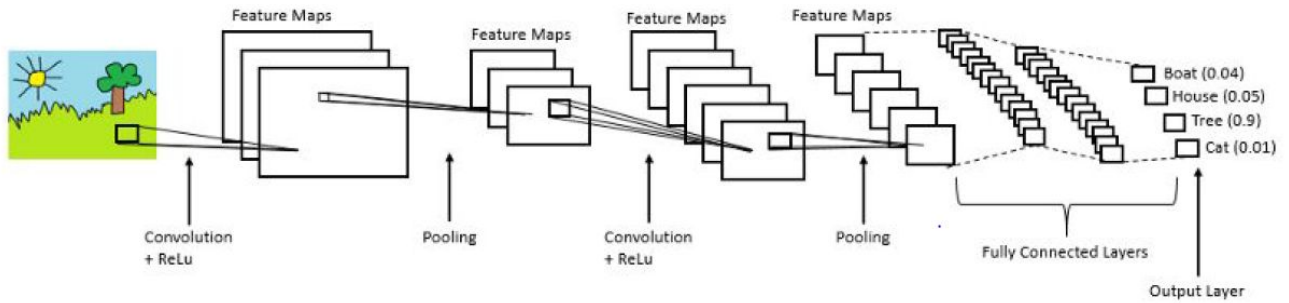 Feature Maps
Feature Maps
Feature Maps
Feature Maps
Boat (0.04)
House (0.05)
Tree (0.9)
Cat (0.01)
Convolution
+ ReLu
Pooling
Convolution
+ ReLu
Pooling
Fully Connected Layers
Output Layer